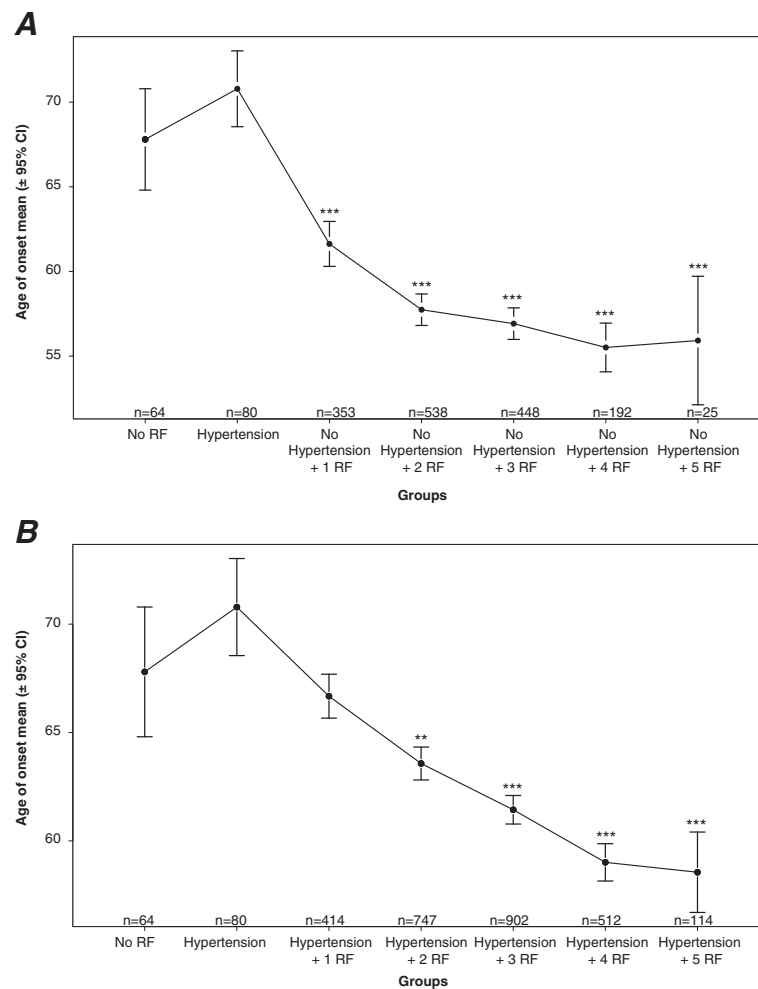 A
Age of onset mean (± 95% CI)
70
65
60
55
***
***
***
***
***
n=64
n=80
n=353
n=538
n=448
n=192
n=25
No RF
Hypertension
No
Hypertension
+ 1 RF
No
Hypertension
+ 2 RF
No
Hypertension
+ 3 RF
No
Hypertension
+ 4 RF
No
Hypertension
+ 5 RF
Groups
B
Age of onset mean (± 95% CI)
70
65
60
**
***
***
***
n=64
n=80
n=414
n=747
n=902
n=512
n=114
No RF
Hypertension
Hypertension
+ 1 RF
Hypertension
+ 2 RF
Hypertension
+ 3 RF
Hypertension
+ 4 RF
Hypertension
+ 5 RF
Groups